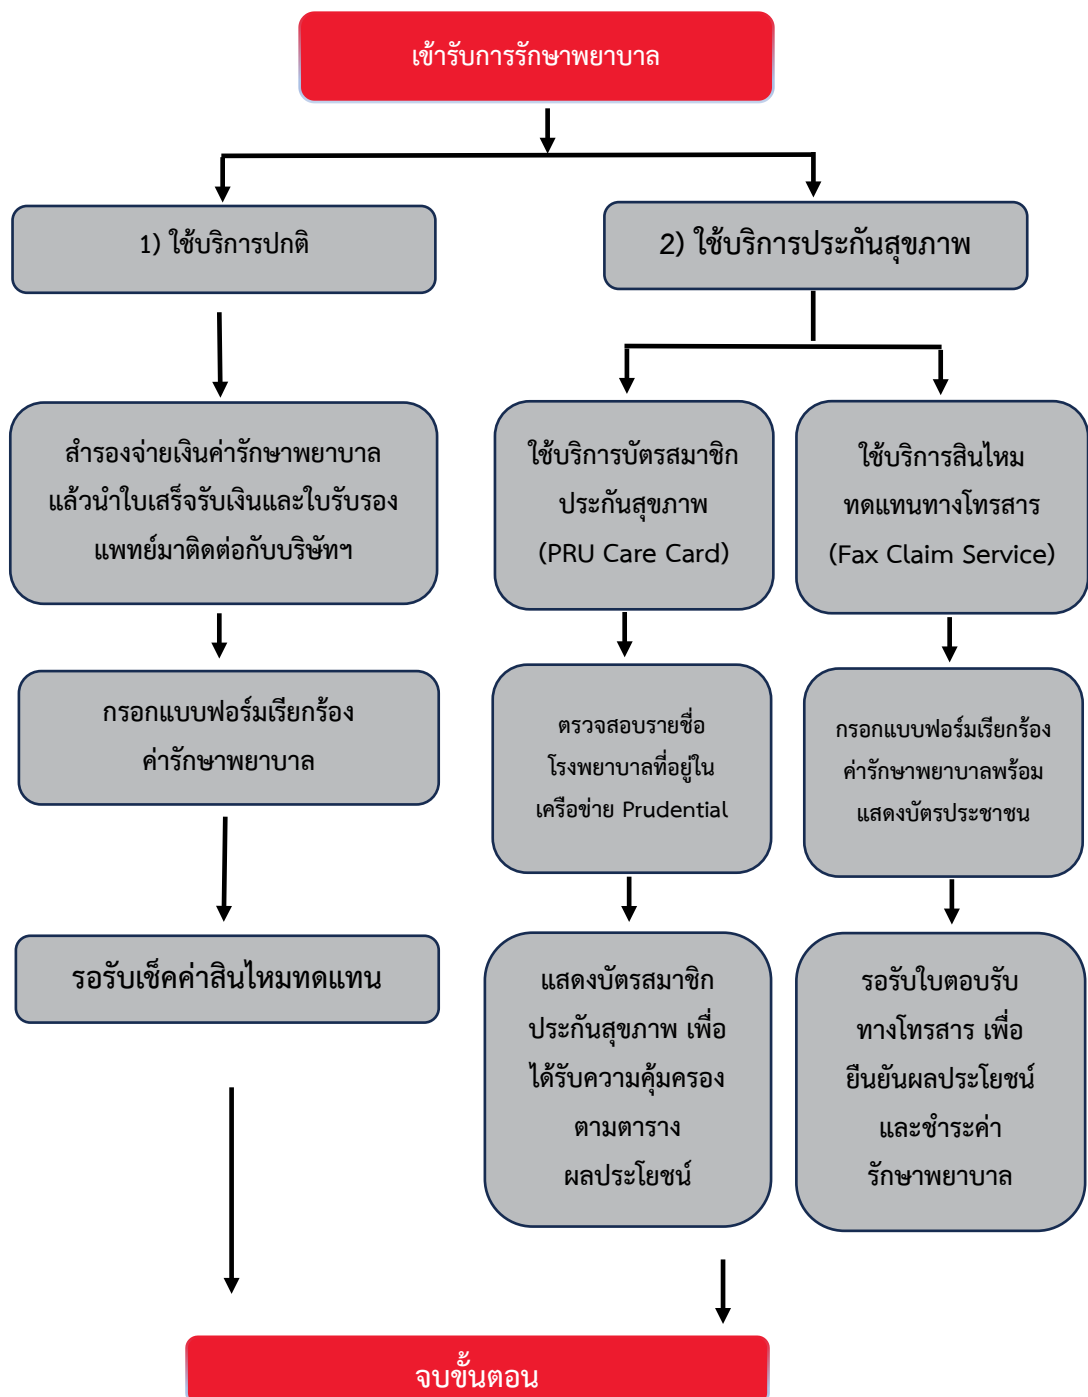 เข้ารับการรักษาพยาบาล
1) ใช้บริการปกติ
2) ใช้บริการประกันสุขภาพ
สำรองจ่ายเงินค่ารักษาพยาบาล
แล้วนำใบเสร็จรับเงินและใบรับรอง
แพทย์มาติดต่อกับบริษัทฯ
ใช้บริการบัตรสมาชิก
ประกันสุขภาพ
(PRU Care Card)
ใช้บริการสินไหม
ทดแทนทางโทรสาร
(Fax Claim Service)
กรอกแบบฟอร์มเรียกร้อง
ค่ารักษาพยาบาล
ตรวจสอบรายชื่อ
โรงพยาบาลที่อยู่ใน
เครือข่าย Prudential
กรอกแบบฟอร์มเรียกร้อง
ค่ารักษาพยาบาลพร้อม
แสดงบัตรประชาชน
รอรับเช็คค่าสินไหมทดแทน
แสดงบัตรสมาชิก
ประกันสุขภาพ เพื่อ
ได้รับความคุ้มครอง
ตามตาราง
ผลประโยชน์
รอรับใบตอบรับ
ทางโทรสาร เพื่อ
ยืนยันผลประโยชน์
และชำระค่า
รักษาพยาบาล
จบขั้นตอน